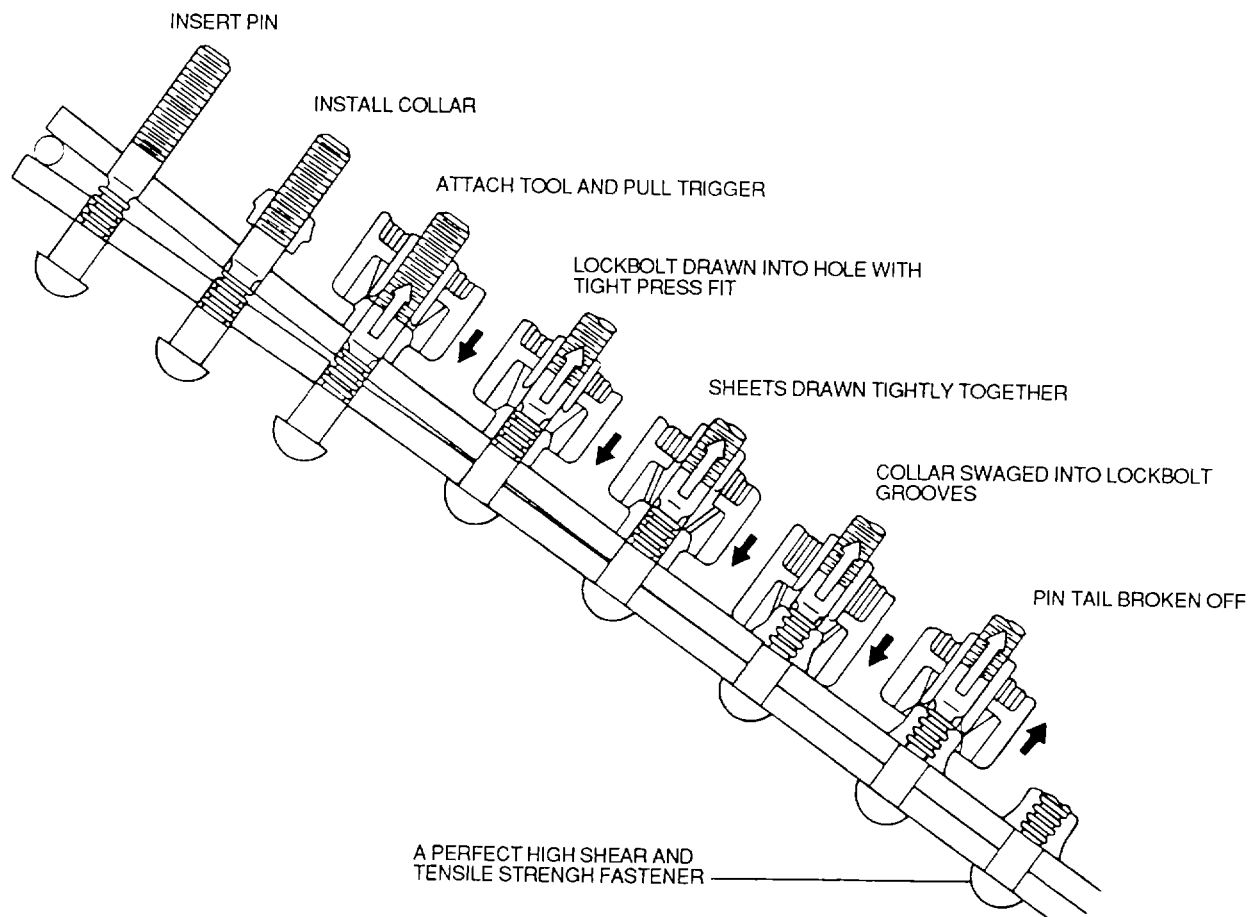 INSERT PIN
INSTALL COLLAR
ATTACH TOOL AND PULL TRIGGER
LOCKBOLT DRAWN INTO HOLE WITH
TIGHT PRESS FIT
SHEETS DRAWN TIGHTLY TOGETHER
COLLAR SWAGED INTO LOCKBOLT
GROOVES
PIN TAIL BROKEN OFF
A PERFECT HIGH SHEAR AND
TENSILE STRENGH FASTENER